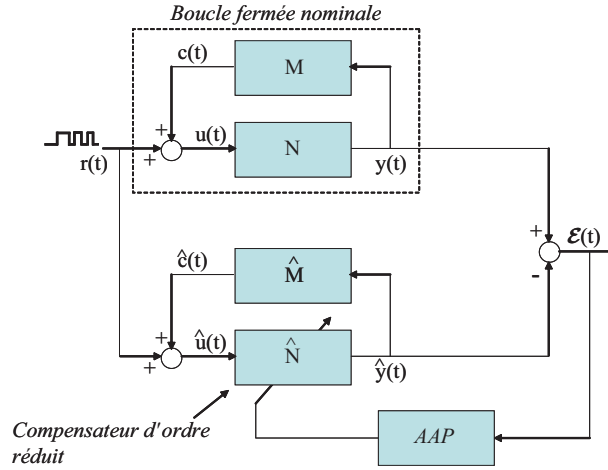 Boucle fermée nominale
c(t)
M
+
+
u(t)
N
r(t)
y(t)
+
ε(t)
-
ĉ(t)
M̂
+
+
û(t)
N̂
ŷ(t)
Compensateur d'ordre
réduit
AAP